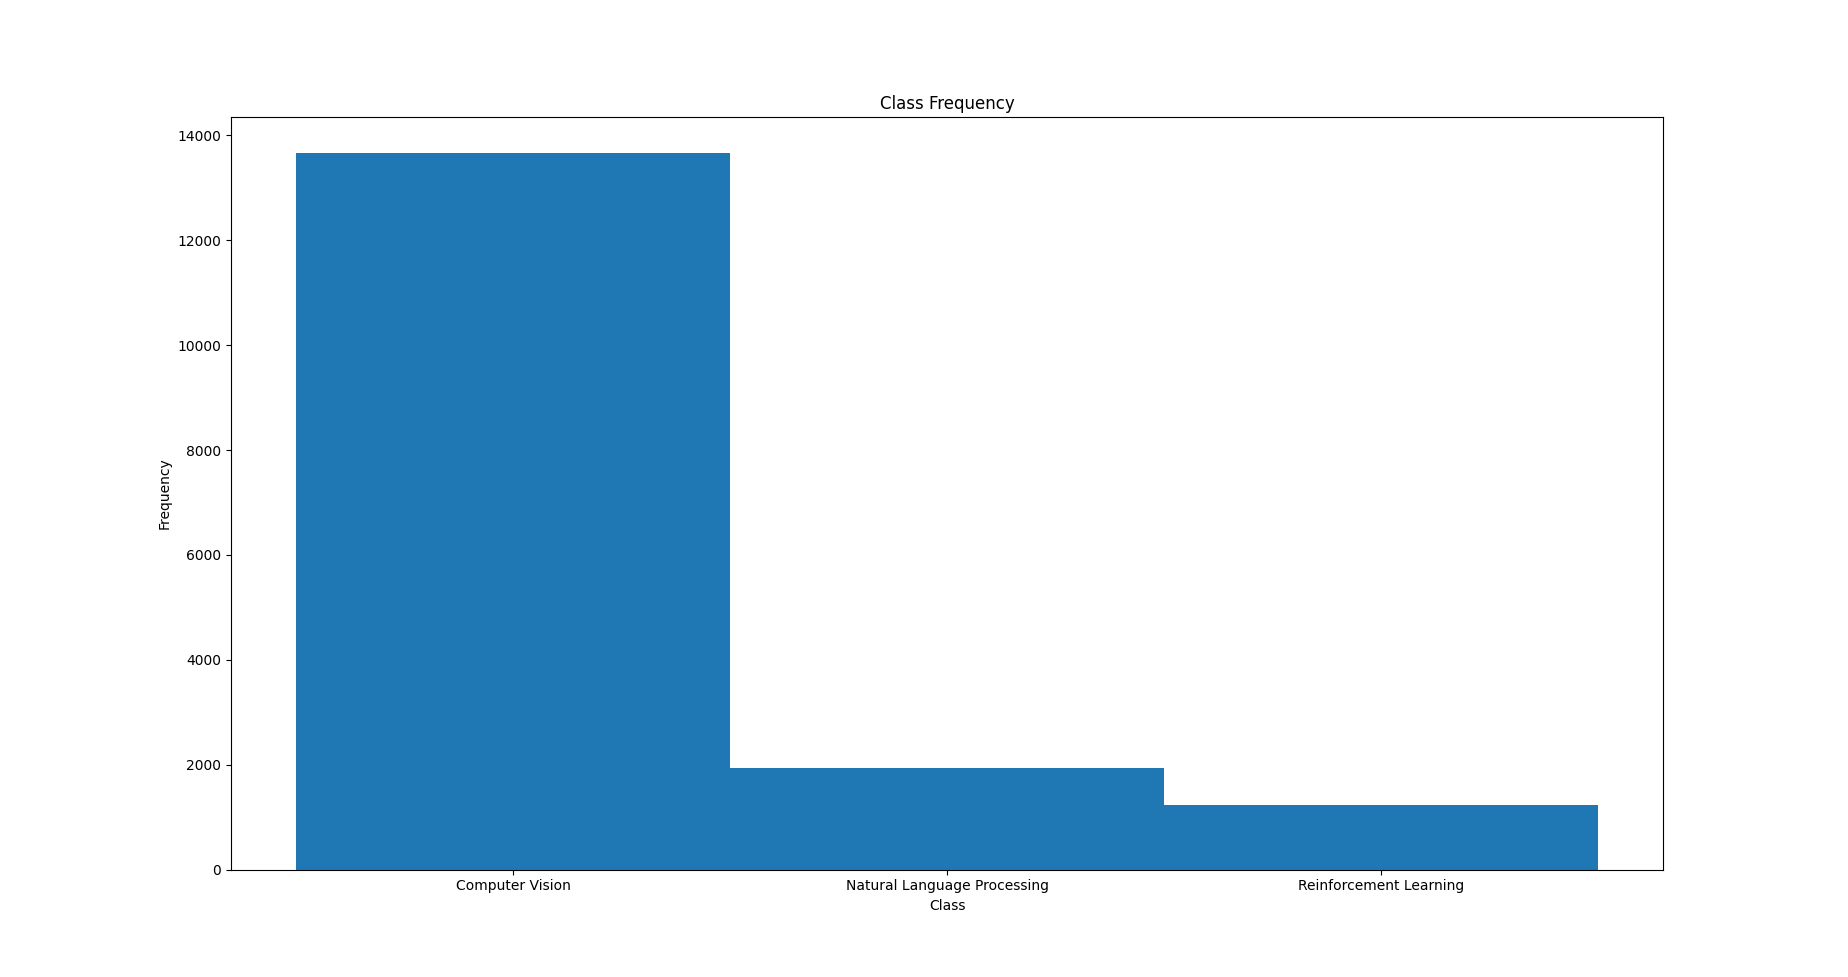 Class Frequency
14000
12000
10000
8000
6000
4000
2000
0
Frequency
Computer Vision
Natural Language Processing
Reinforcement Learning
Class